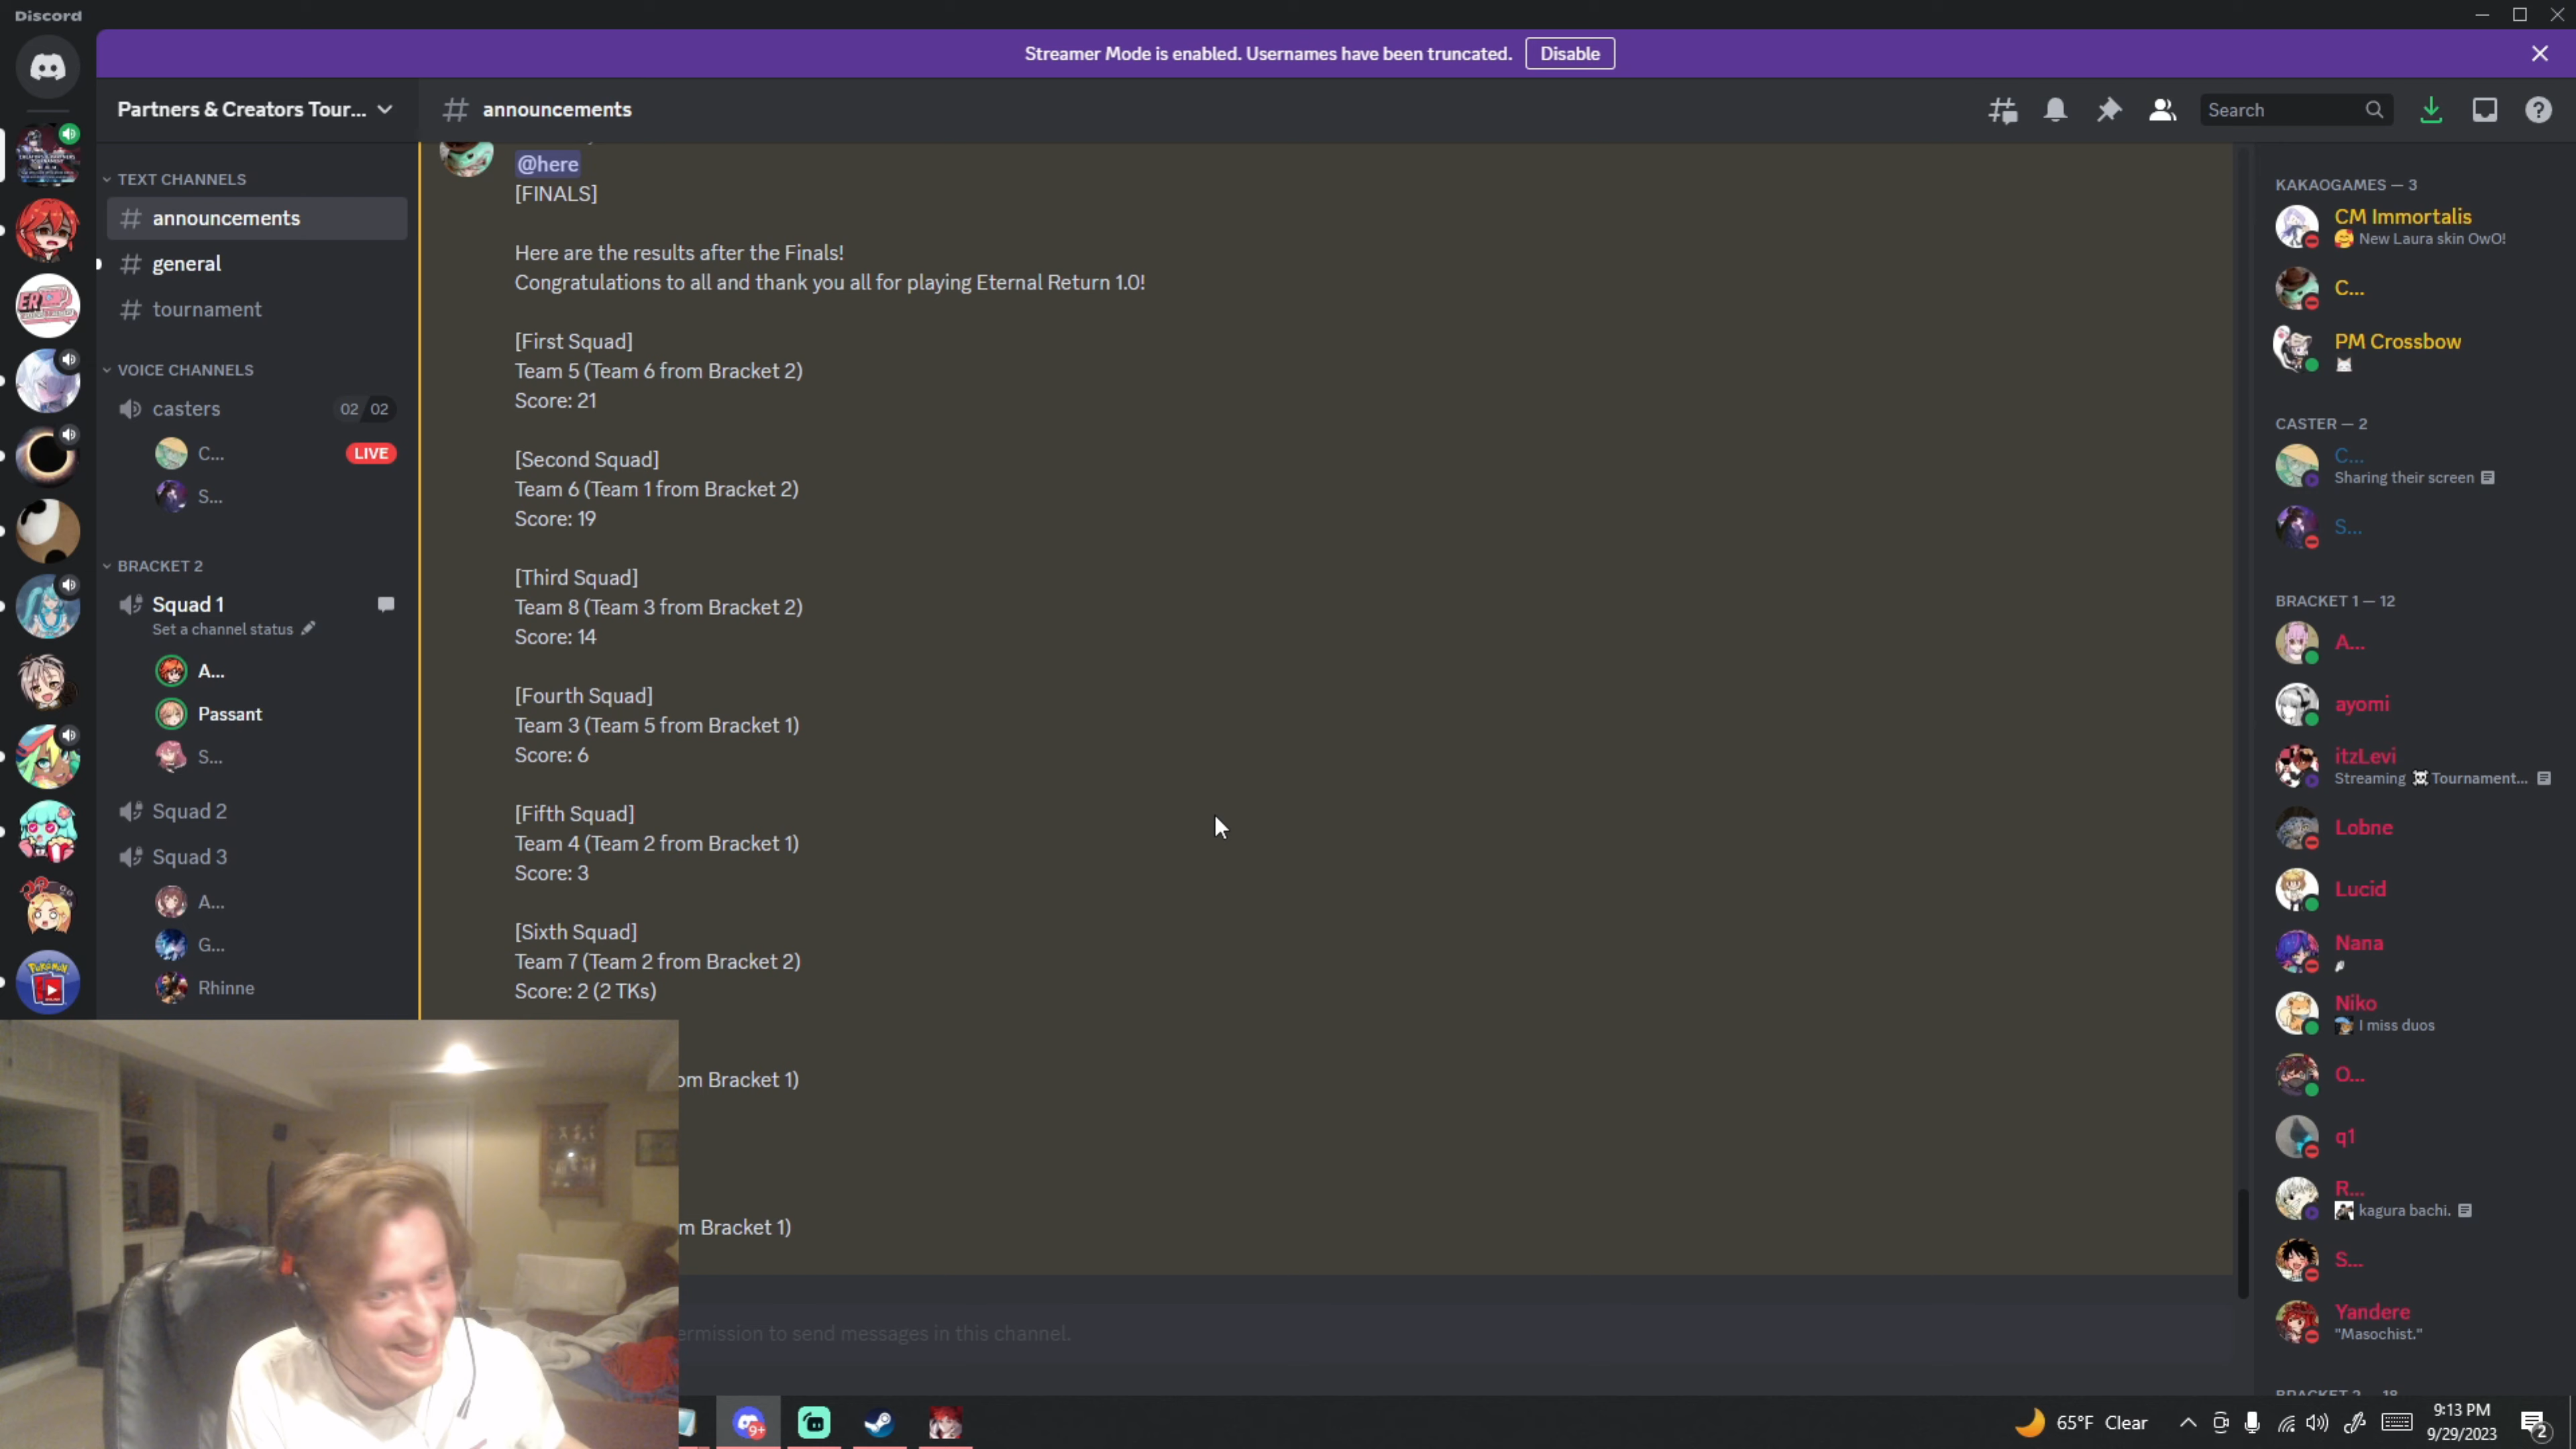 Discord
Streamer Mode is enabled. Usernames have been truncated.
Disable
Partners & Creators Tour...
announcements
Search
TEXT CHANNELS
announcements
general
tournament
VOICE CHANNELS
casters
02 02
C...
LIVE
S...
BRACKET 2
Squad 1
Set a channel status
A...
Passant
S...
Squad 2
Squad 3
A...
G...
Rhinne
@here
[FINALS]
Here are the results after the Finals!
Congratulations to all and thank you all for playing Eternal Return 1.0!
[First Squad]
Team 5 (Team 6 from Bracket 2)
Score: 21
[Second Squad]
Team 6 (Team 1 from Bracket 2)
Score: 19
[Third Squad]
Team 8 (Team 3 from Bracket 2)
Score: 14
[Fourth Squad]
Team 3 (Team 5 from Bracket 1)
Score: 6
[Fifth Squad]
Team 4 (Team 2 from Bracket 1)
Score: 3
[Sixth Squad]
Team 7 (Team 2 from Bracket 2)
Score: 2 (2 TKs)
om Bracket 1)
m Bracket 1)
ermission to send messages in this channel.
KAKAOGAMES — 3
CM Immortalis
New Laura skin OwO!
C...
PM Crossbow
CASTER — 2
C...
Sharing their screen
S...
BRACKET 1 — 12
A...
ayomi
itzLevi
Streaming Tournament...
Lobne
Lucid
Nana
Niko
I miss duos
O...
q1
R...
kagura bachi.
S...
Yandere
"Masochist."
BRACKET 2 — 18
9+
65°F Clear
9:13 PM
9/29/2023
2